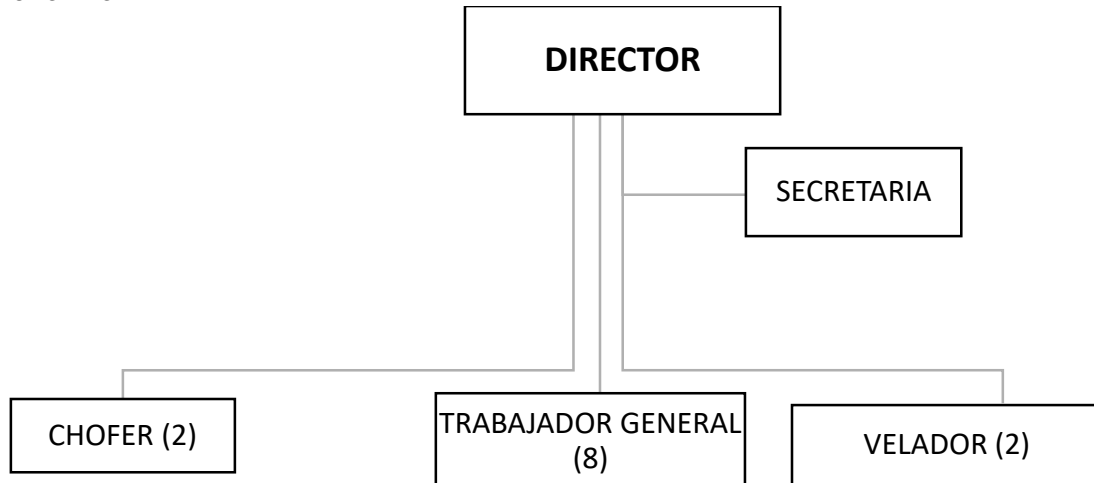 DIRECTOR
SECRETARIA
CHOFER (2)
TRABAJADOR GENERAL
(8)
VELADOR (2)